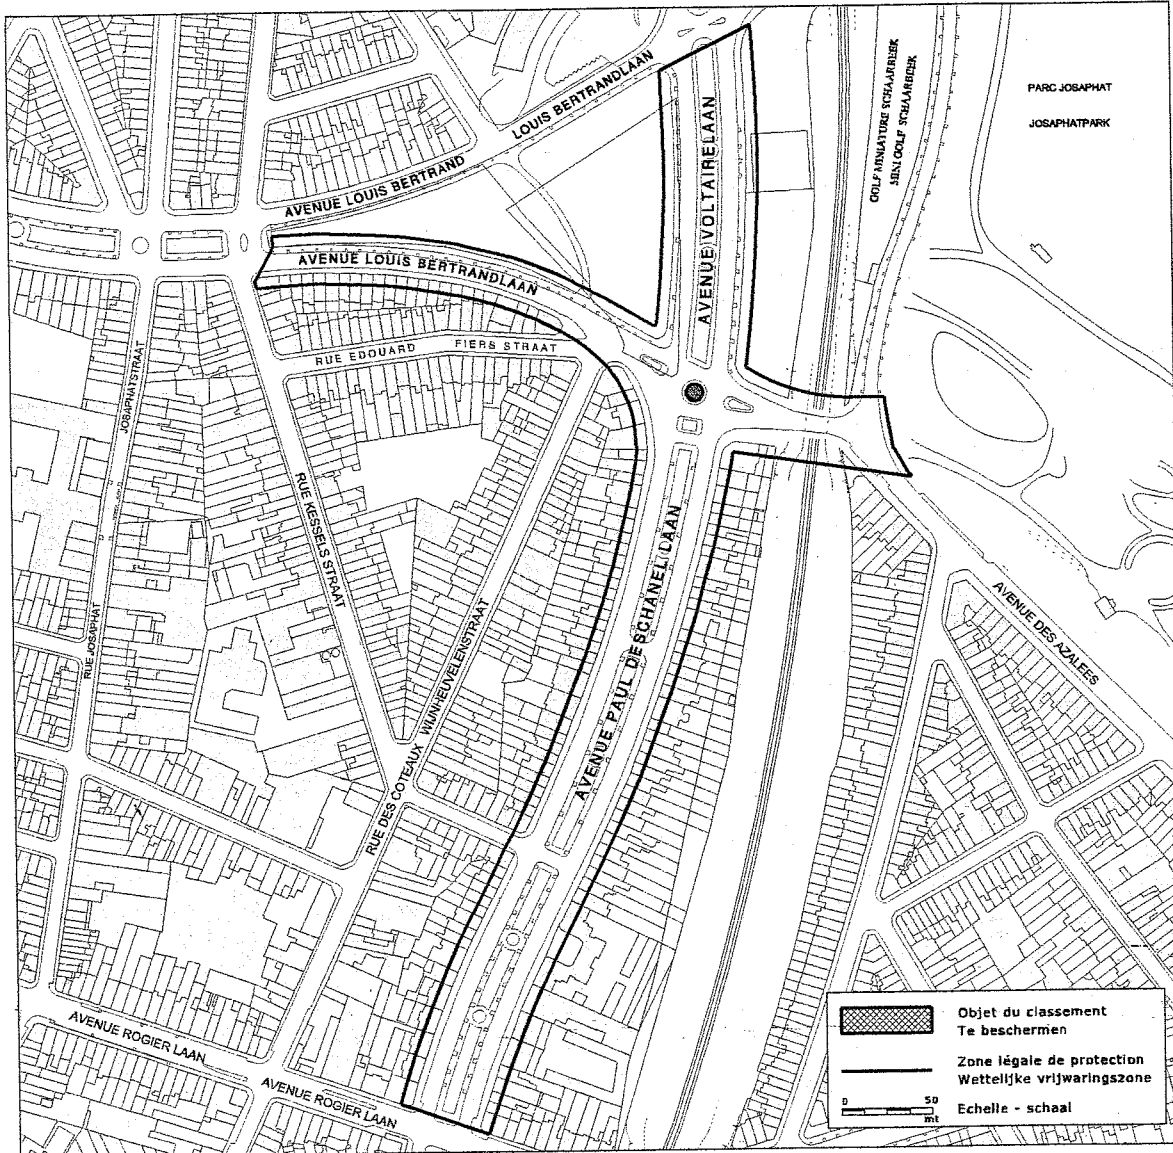 LOUIS BERTRANDLAAN
AVENUE LOUIS BERTRAND
AVENUE LOUIS BERTRANDLAAN
AVENUE VOLTAIRELAAN
GOLF MINIATURE SCHAARBEEK
MINI GOLF SCHAARBEEK
PARC JOSAPHAT
JOSAPHATPARK
RUE EDOUARD FIERS STRAAT
JOSAPHATSTRAAT
RUE JOSAPHAT
RUE KESSELS STRAAT
RUE DES COTEAUX WIJNHEUVELENSTRAAT
AVENUE PAUL DESCHANEL LAAN
AVENUE DES AZALEES
AVENUE ROGIER LAAN
AVENUE ROGIER LAAN
Objet du classement
Te beschermen
Zone légale de protection
Wettelijke vrijwaringszone
0 50
mt
Echelle - schaal